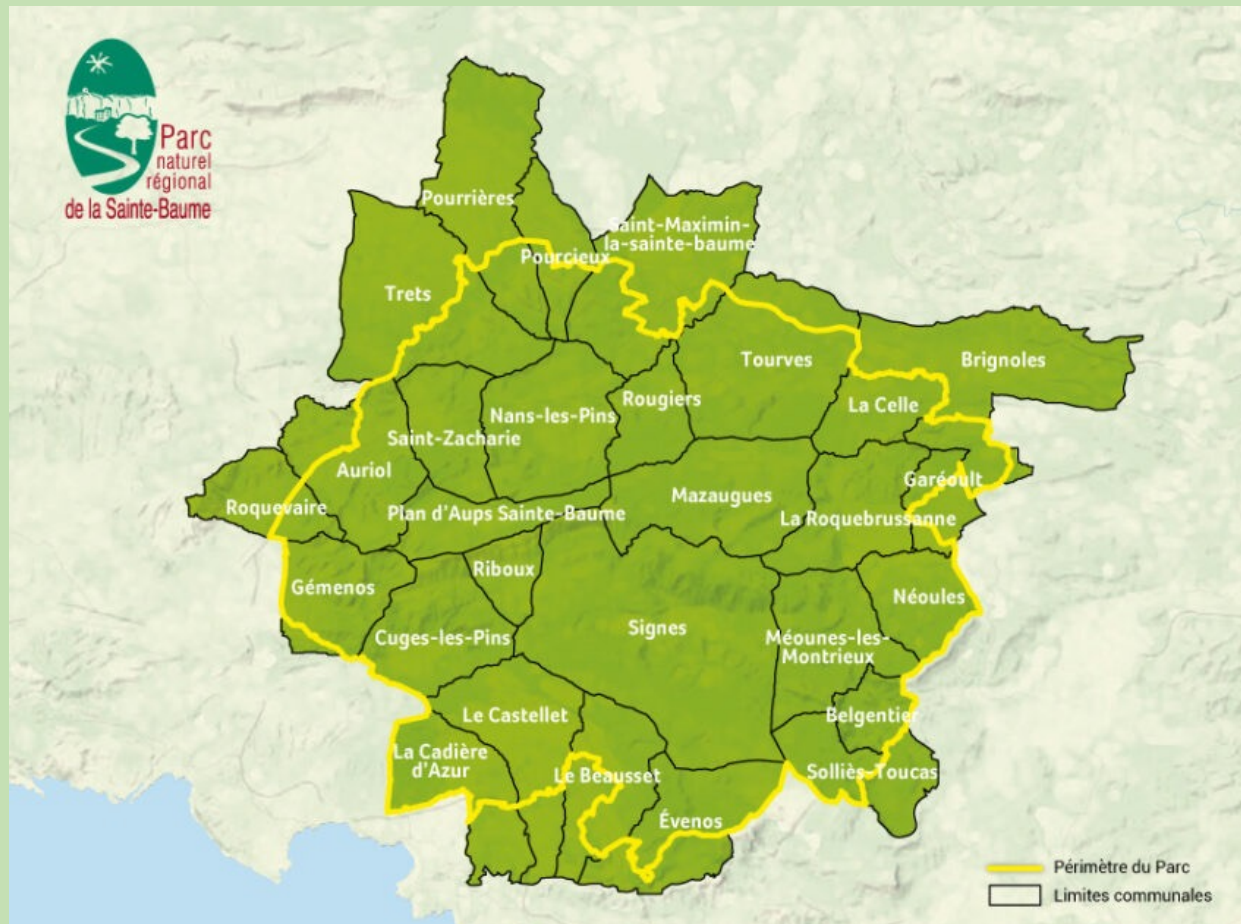 Parc
naturel
régional
de la Sainte-Baume
Pourrières
Saint-Maximin-
la-sainte-baume
Pourcieux
Trets
Tourves
Brignoles
Rougiers
La Celle
Nans-les-Pins
Saint-Zacharie
Auriol
Garéoult
Mazaugues
Roquevaire
Plan d'Aups Sainte-Baume
La Roquebrussanne
Riboux
Gémenos
Néoules
Signes
Cuges-les-Pins
Méounes-les-
Montrieux
Le Castellet
Belgentier
La Cadière
d'Azur
Le Beausset
Solliès-Toucas
Évenos
Périmètre du Parc
Limites communales